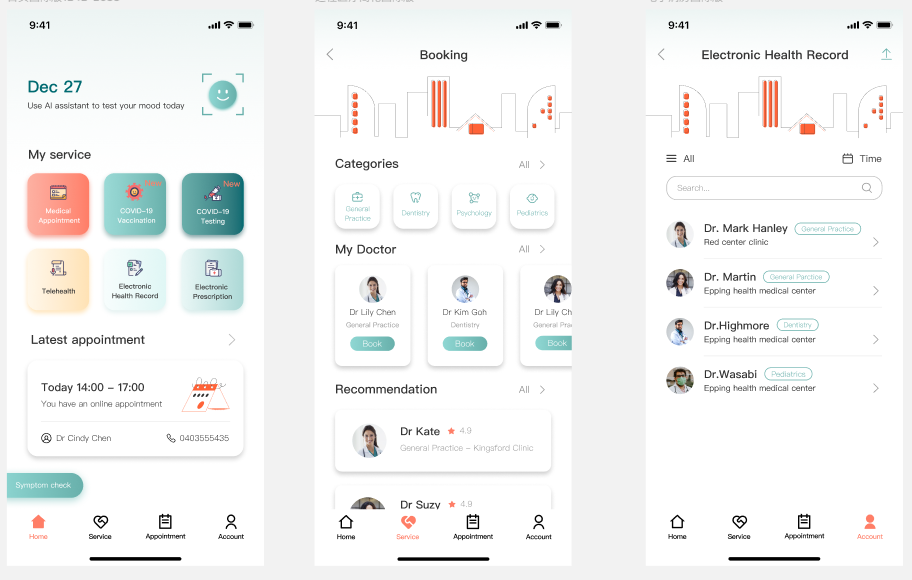 9:41
Dec 27
Use AI assistant to test your mood today
My service
Medical
Appointment
COVID-19
Vaccination
New
COVID-19
Testing
Telehealth
Electronic
Health Record
Electronic
Prescription
Latest appointment
Today 14:00 - 17:00
You have an online appointment
Dr Cindy Chen
0403555435
Symptom check
Home
Service
Appointment
Account
9:41
Booking
Categories
All
General
Practice
Dentistry
Psychology
Pediatrics
My Doctor
All
Dr Lily Chen
General Practice
Book
Dr Kim Goh
Dentistry
Book
Dr Lily Ch
General Prac
Book
Recommendation
All
Dr Kate
4.9
General Practice - Kingsford Clinic
Dr Suzy
4.9
Home
Service
Appointment
Account
9:41
Electronic Health Record
All
Time
Search...
Dr. Mark Hanley
General Practice
Red center clinic
Dr. Martin
General Parctice
Epping health medical center
Dr.Highmore
Dentistry
Epping health medical center
Dr.Wasabi
Pediatrics
Epping health medical center
Home
Service
Appointment
Account